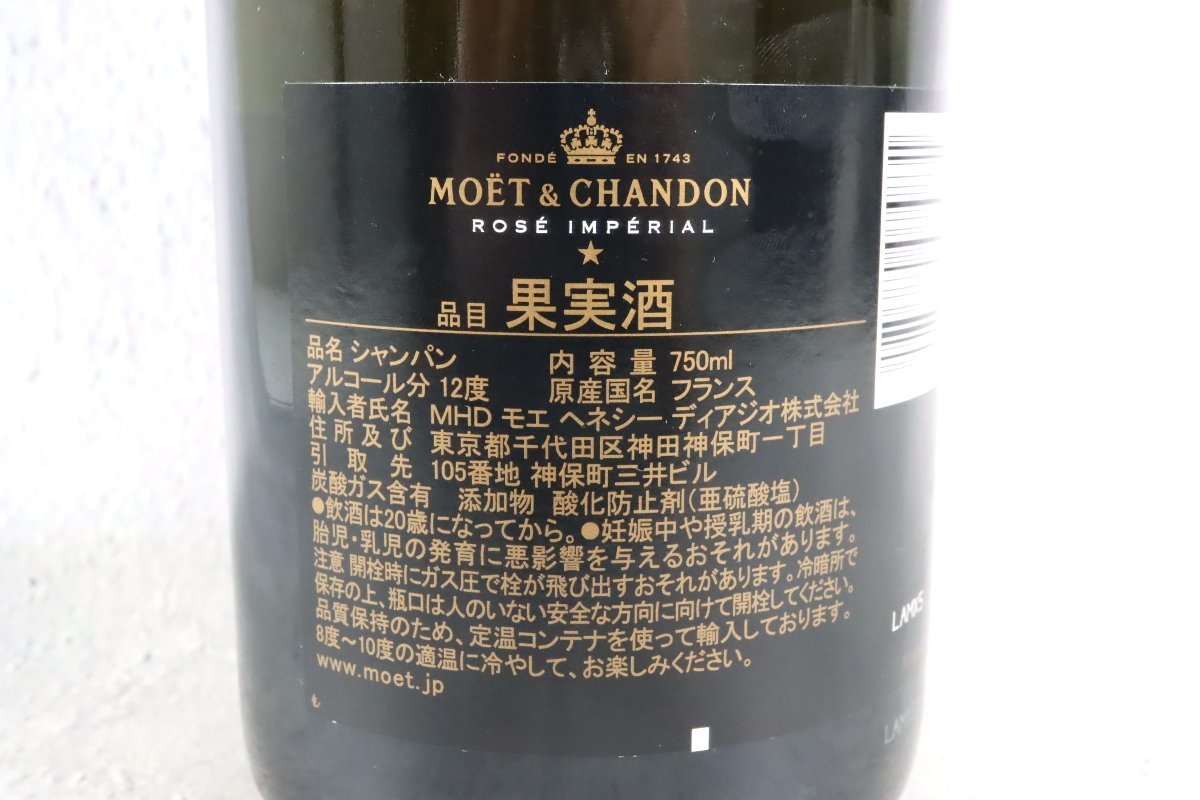 FONDÉ EN 1743
MOËT & CHANDON
ROSÉ IMPÉRIAL
品目 果実酒
品名 シャンパン 内容量 750ml
アルコール分 12度 原産国名 フランス
輸入者氏名 MHD モエ ヘネシー ディアジオ株式会社
住所及び 東京都千代田区神田神保町一丁目
引取先 105番地 神保町三井ビル
炭酸ガス含有 添加物 酸化防止剤(亜硫酸塩)
●飲酒は20歳になってから。●妊娠中や授乳期の飲酒は、
胎児・乳児の発育に悪影響を与えるおそれがあります。
注意 開栓時にガス圧で栓が飛び出すおそれがあります。冷暗所で
保存の上、瓶口は人のいない安全な方向に向けて開栓してください。
品質保持のため、定温コンテナを使って輸入しております。
8度～10度の適温に冷やして、お楽しみください。
www.moet.jp